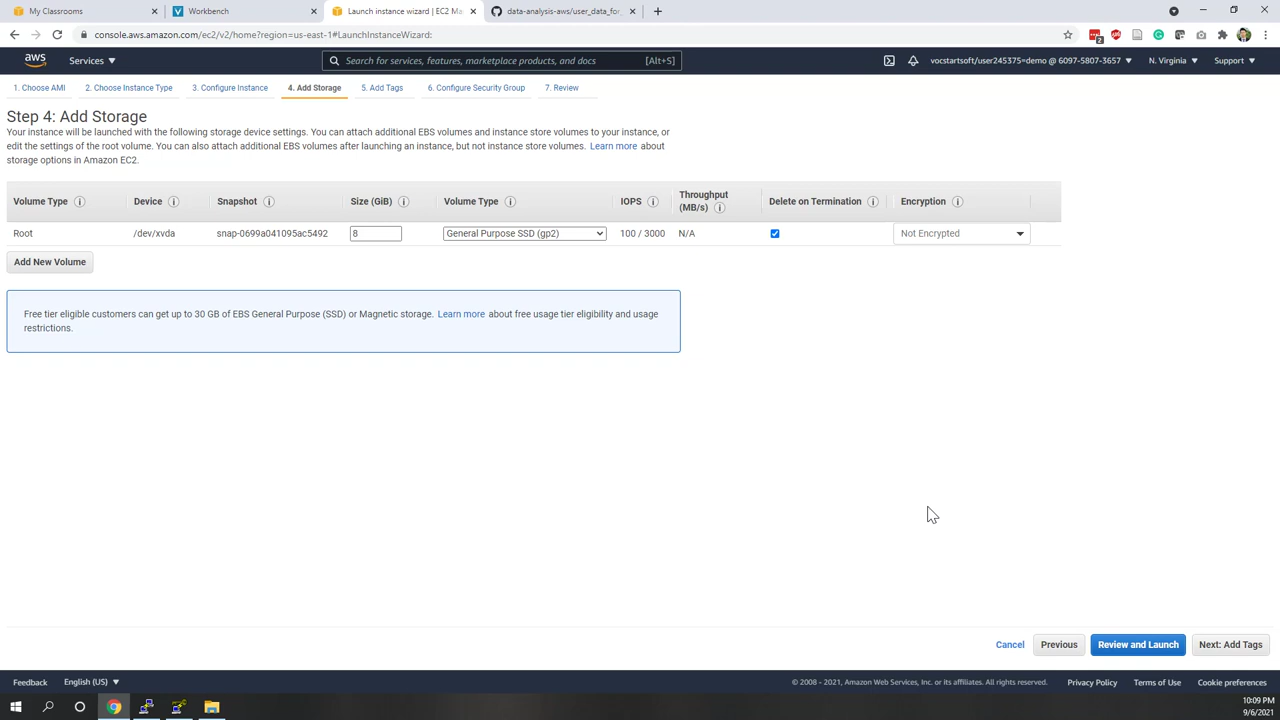 My Classrooms
Workbench
Launch instance wizard | EC2 Ma
data-analysis-aws/user_data_for_
console.aws.amazon.com/ec2/v2/home?region=us-east-1#LaunchInstanceWizard:
2
aws
Services
Search for services, features, marketplace products, and docs
[Alt+S]
vocstartsoft/user245375=demo @ 6097-5807-3657
N. Virginia
Support
1. Choose AMI
2. Choose Instance Type
3. Configure Instance
4. Add Storage
5. Add Tags
6. Configure Security Group
7. Review
Step 4: Add Storage
Your instance will be launched with the following storage device settings. You can attach additional EBS volumes and instance store volumes to your instance, or
edit the settings of the root volume. You can also attach additional EBS volumes after launching an instance, but not instance store volumes. Learn more about
storage options in Amazon EC2.
Volume Type
Device
Snapshot
Size (GiB)
Volume Type
IOPS
Throughput
(MB/s)
Delete on Termination
Encryption
Root
/dev/xvda
snap-0699a041095ac5492
8
General Purpose SSD (gp2)
100 / 3000
N/A
Not Encrypted
Add New Volume
Free tier eligible customers can get up to 30 GB of EBS General Purpose (SSD) or Magnetic storage. Learn more about free usage tier eligibility and usage
restrictions.
Cancel
Previous
Review and Launch
Next: Add Tags
Feedback
English (US)
© 2008 - 2021, Amazon Web Services, Inc. or its affiliates. All rights reserved.
Privacy Policy
Terms of Use
Cookie preferences
10:09 PM
9/6/2021